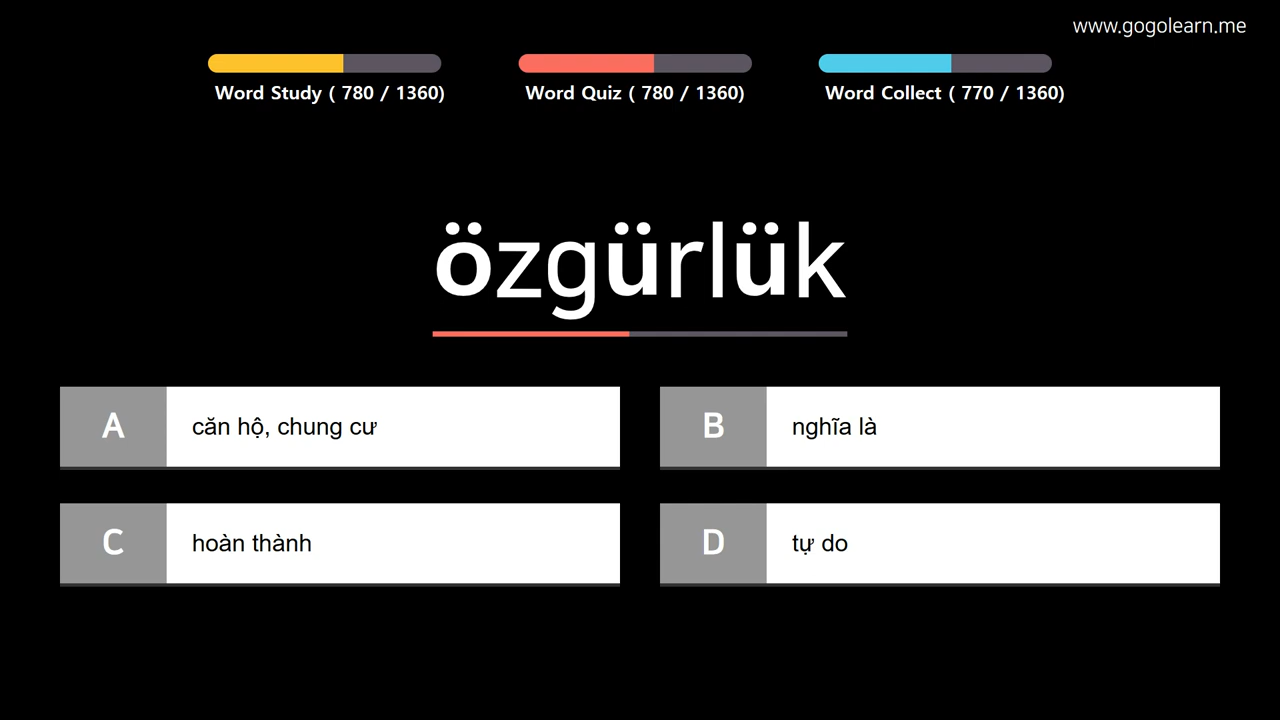 www.gogolearn.me
Word Study ( 780 / 1360)
Word Quiz ( 780 / 1360)
Word Collect ( 770 / 1360)
özgürlük
A
căn hộ, chung cư
B
nghĩa là
C
hoàn thành
D
tự do